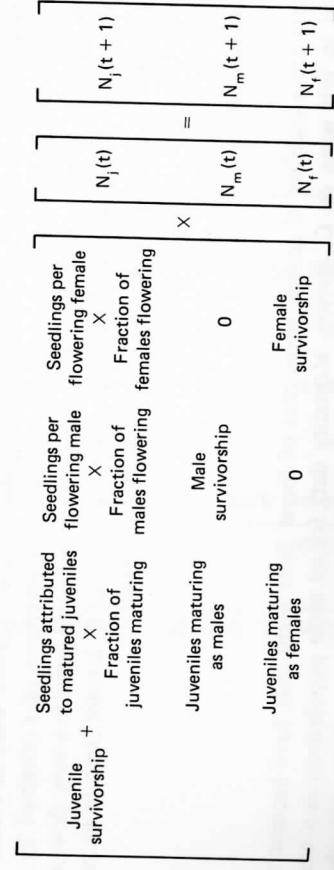 Juvenile survivorship + Seedlings attributed to matured juveniles × Fraction of juveniles maturing
Seedlings per flowering male × Fraction of males flowering
Seedlings per flowering female × Fraction of females flowering
Juveniles maturing as males
Male survivorship
0
Juveniles maturing as females
0
Female survivorship
×
N_j(t)
N_m(t)
N_f(t)
=
N_j(t + 1)
N_m(t + 1)
N_f(t + 1)